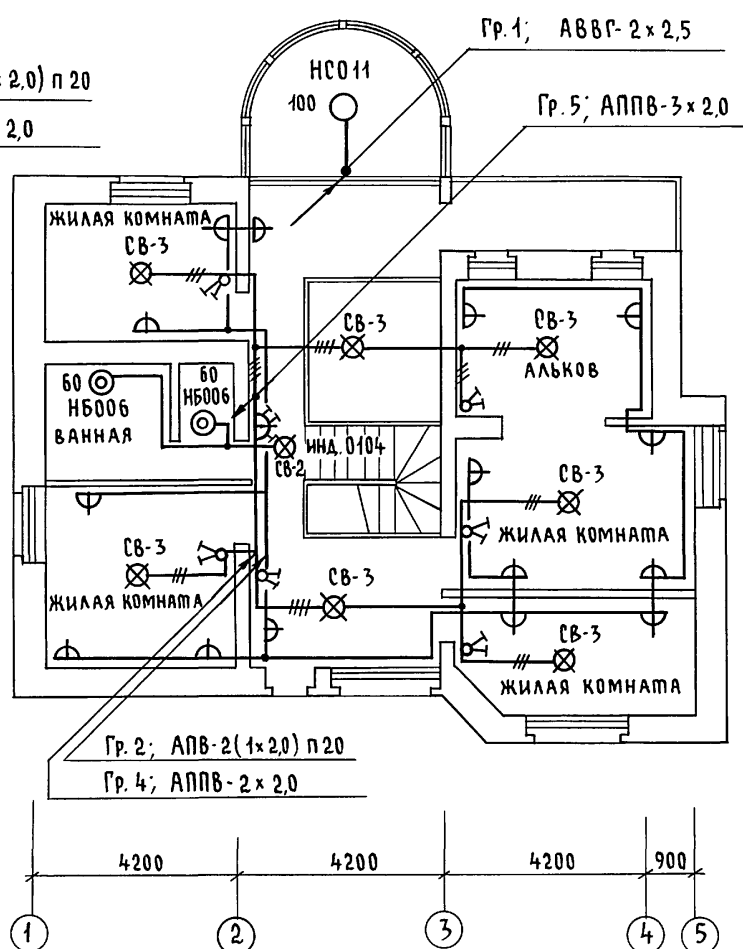 Гр.1; АВВГ-2×2,5
×2,0) п 20
2,0
НСО11
100
Гр.5; АППВ-3×2,0
ЖИЛАЯ КОМНАТА
СВ-3
СВ-3
СВ-3
АЛЬКОВ
60
НБ006
ВАННАЯ
60
НБ006
ИНД.0104
СВ-2
СВ-3
ЖИЛАЯ КОМНАТА
СВ-3
ЖИЛАЯ КОМНАТА
СВ-3
СВ-3
ЖИЛАЯ КОМНАТА
Гр.2; АПВ-2(1×2,0) п20
Гр.4; АППВ-2×2,0
4200 4200 4200 900
1 2 3 4 5